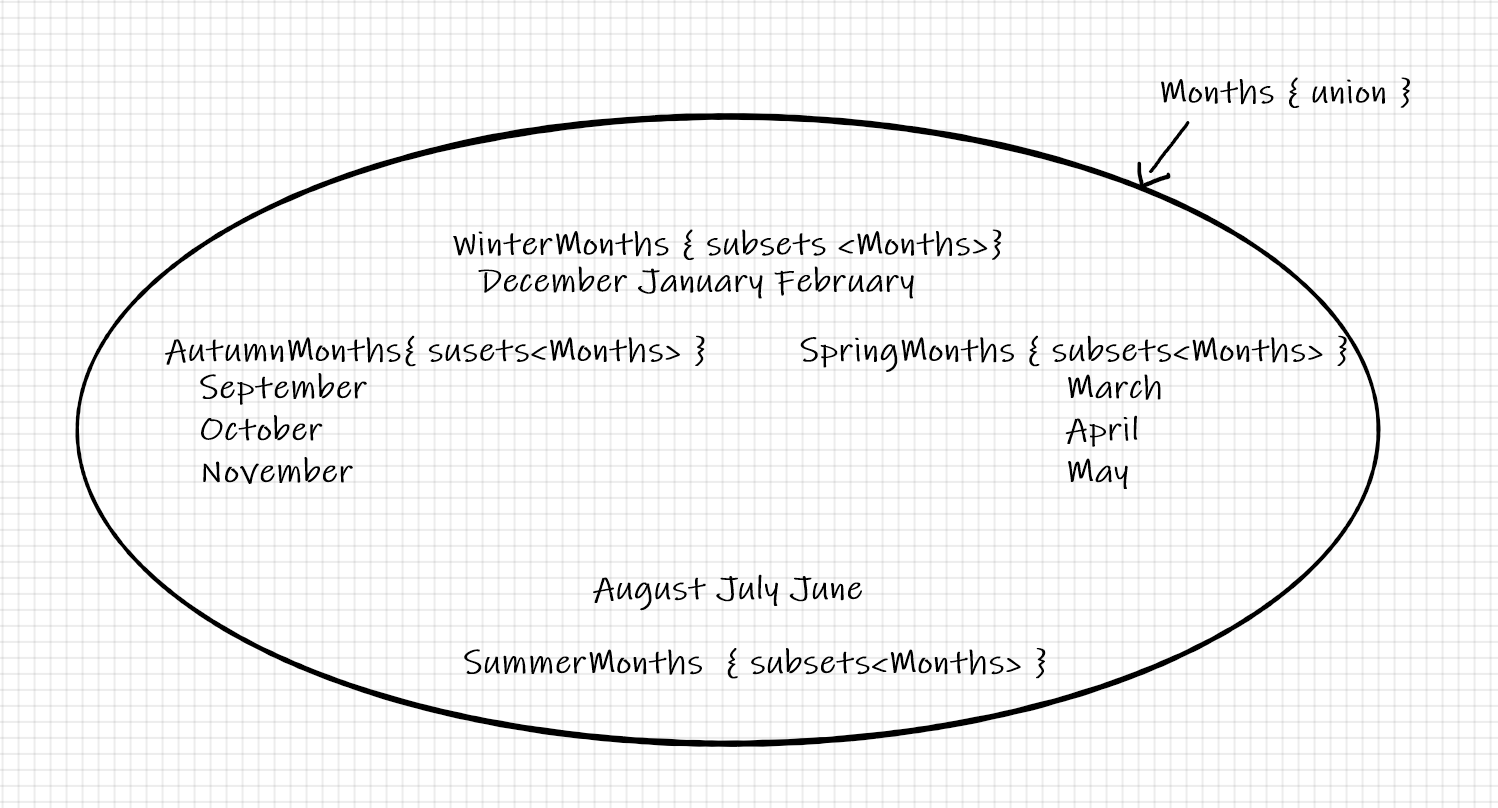 Months { union }
WinterMonths { subsets <Months>}
December January February
AutumnMonths{ susets<Months> }
SpringMonths { subsets<Months> }
September
March
October
April
November
May
August July June
SummerMonths { subsets<Months> }